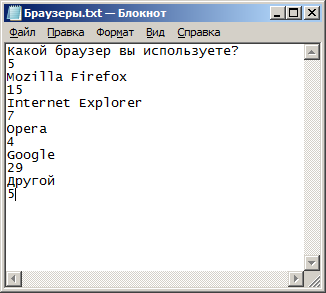 Браузеры.txt — Блокнот
Файл Правка Формат Вид Справка
Какой браузер вы используете?
5
Mozilla Firefox
15
Internet Explorer
7
Opera
4
Google
29
Другой
5